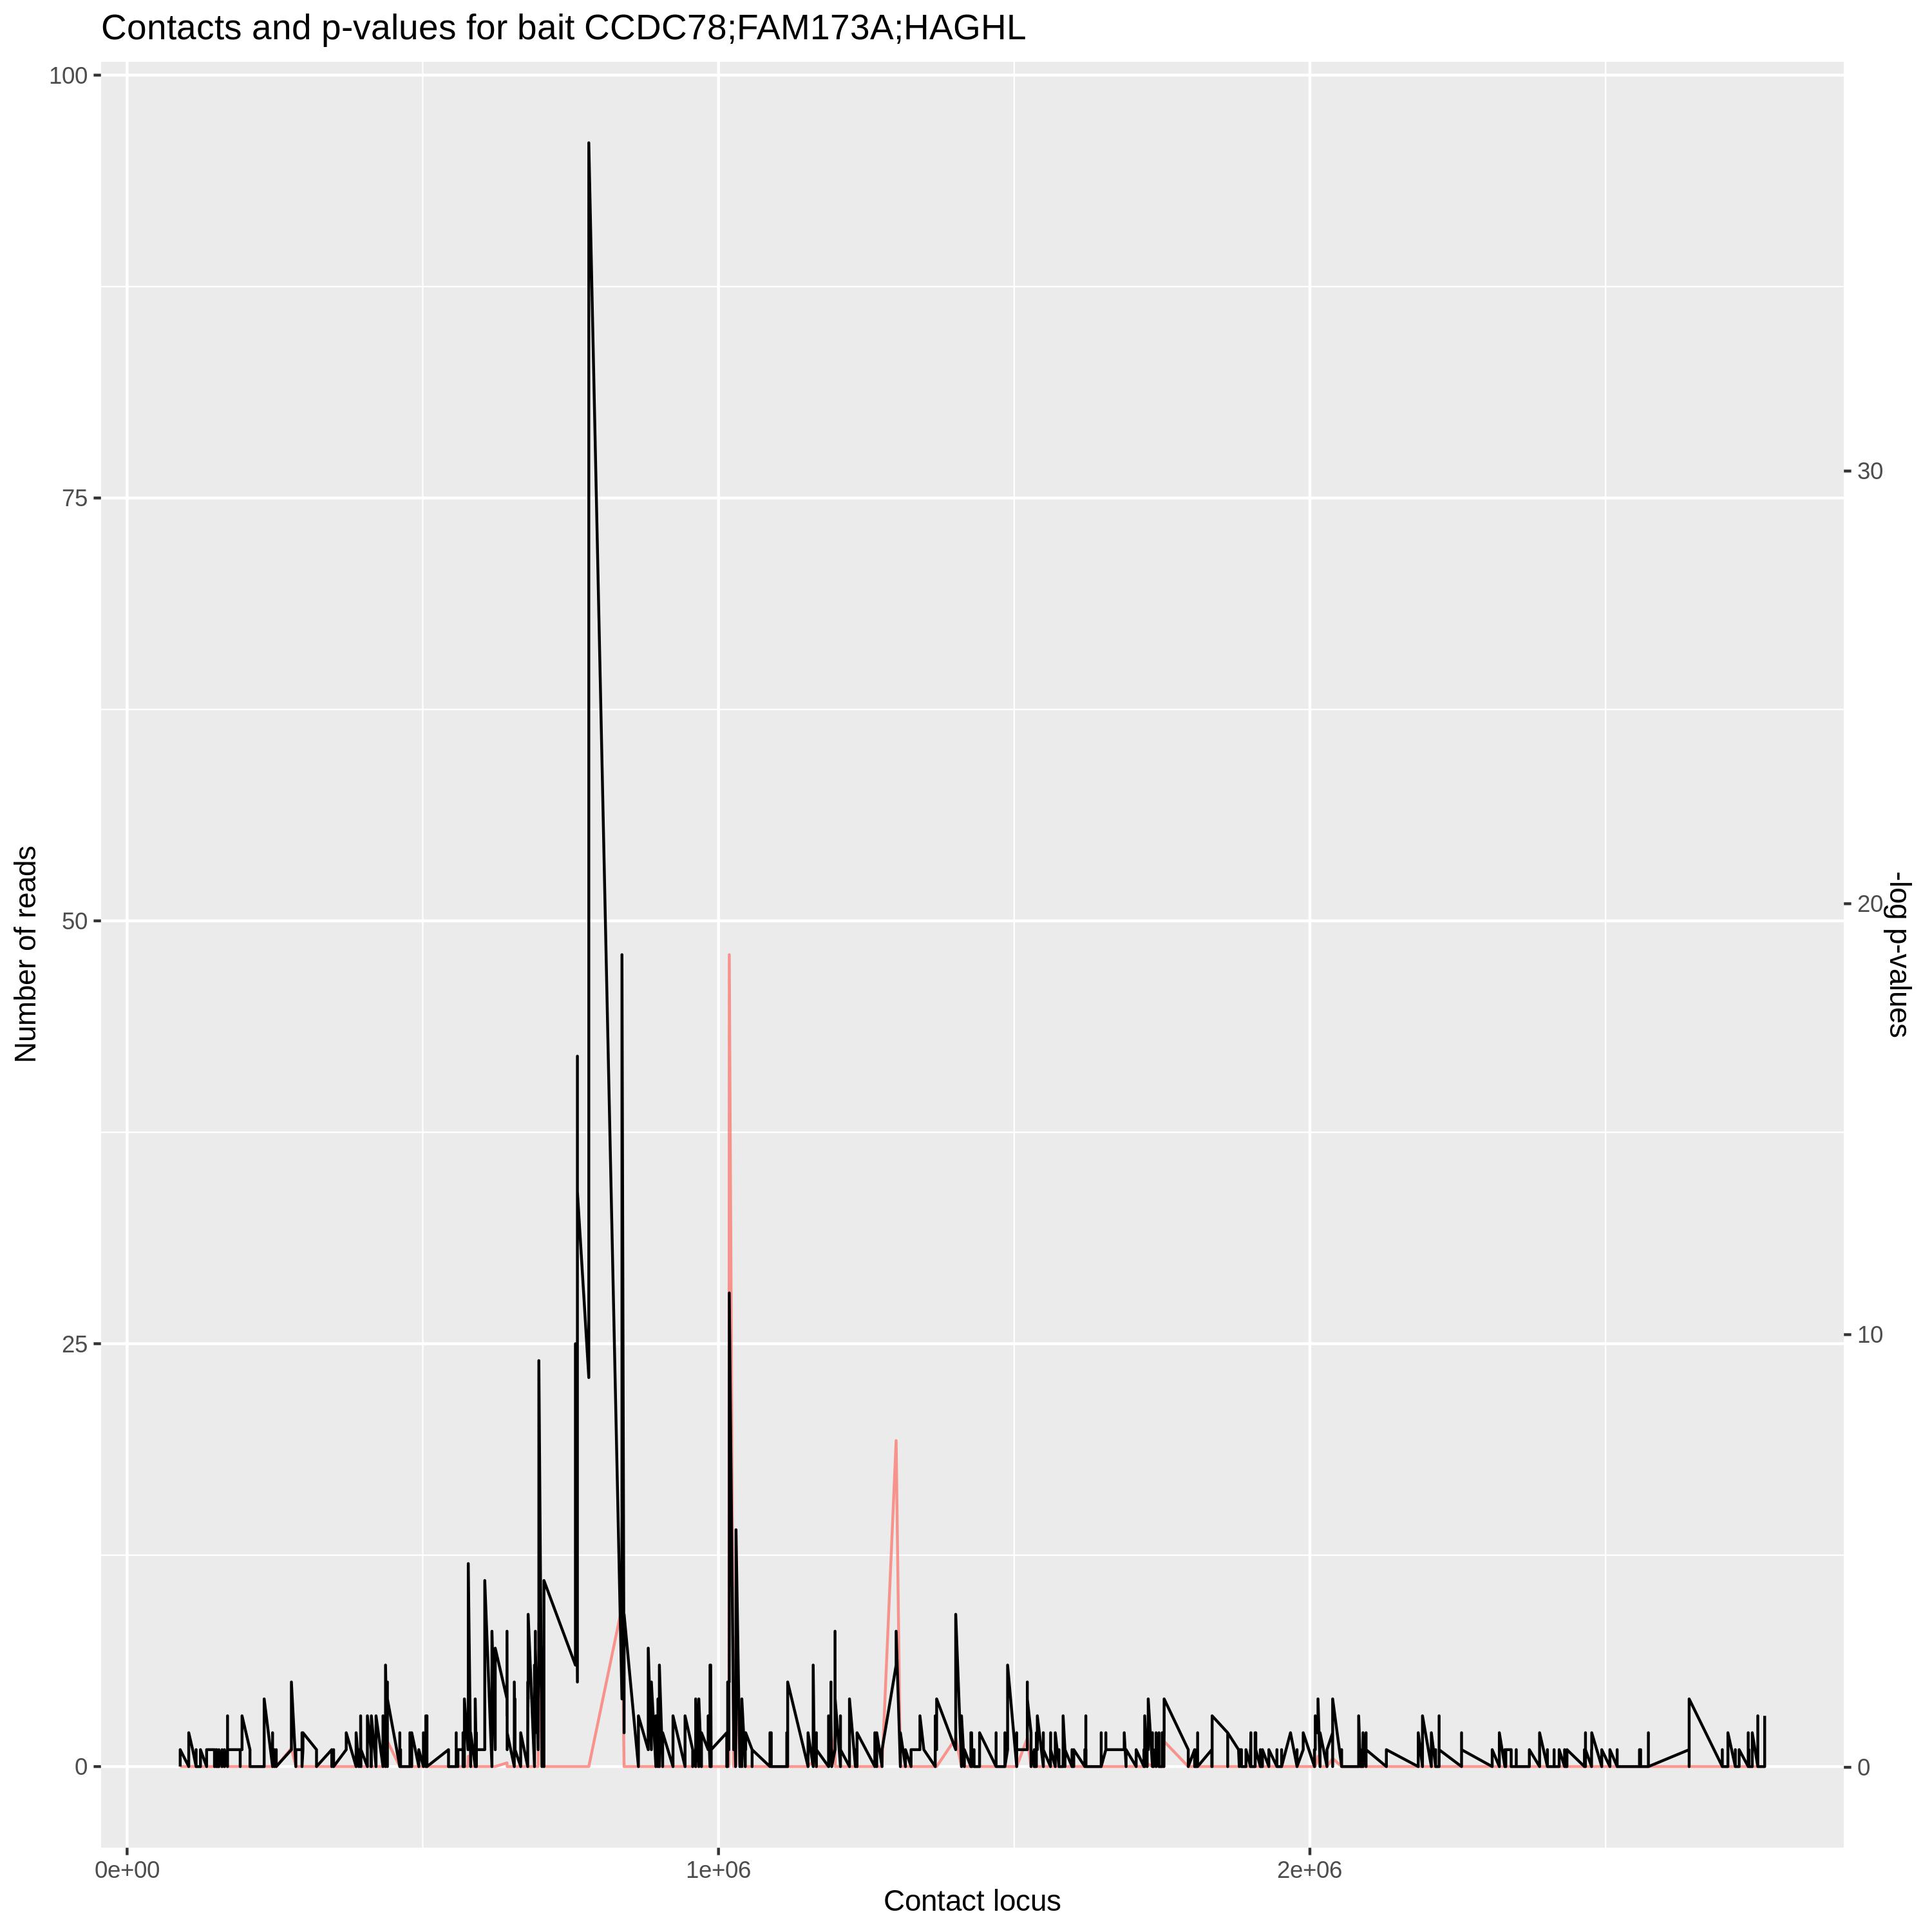 Contacts and p-values for bait CCDC78;FAM173A;HAGHL
100
75
50
25
0
Number of reads
30
20
10
0
-log p-values
0e+00
1e+06
2e+06
Contact locus